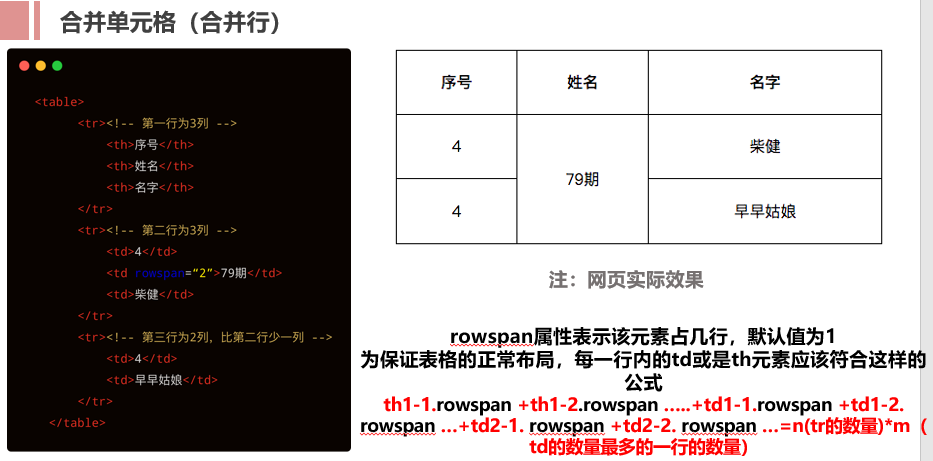 合并单元格（合并行）
<table>
<tr><!-- 第一行为3列 -->
<th>序号</th>
<th>姓名</th>
<th>名字</th>
</tr>
<tr><!-- 第二行为3列 -->
<td>4</td>
<td rowspan=“2”>79期</td>
<td>柴健</td>
</tr>
<tr><!-- 第三行为2列，比第二行少一列 -->
<td>4</td>
<td>早早姑娘</td>
</tr>
</table>
序号 姓名 名字
4 79期 柴健
4 早早姑娘
注：网页实际效果
rowspan属性表示该元素占几行，默认值为1
为保证表格的正常布局，每一行内的td或是th元素应该符合这样的
公式
th1-1.rowspan +th1-2.rowspan …..+td1-1.rowspan +td1-2.
rowspan …+td2-1. rowspan +td2-2. rowspan …=n(tr的数量)*m（
td的数量最多的一行的数量）